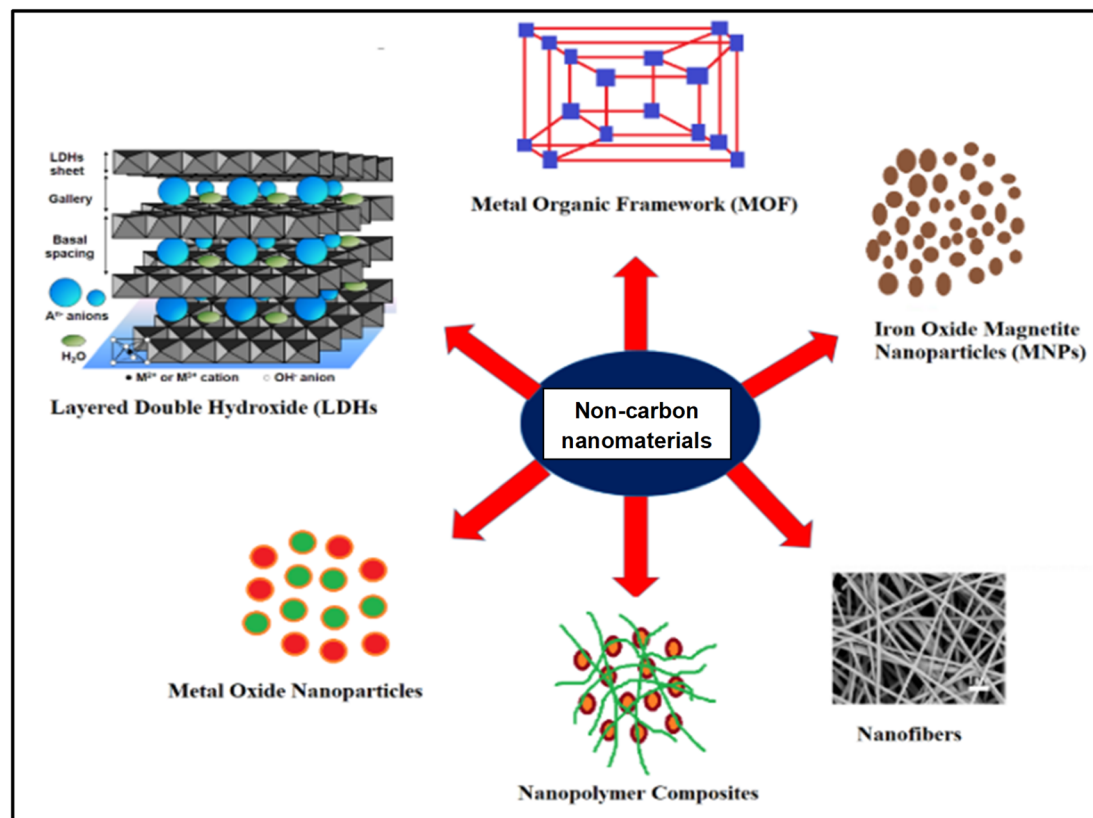 Metal Organic Framework (MOF)
LDHs
sheet
Gallery
Basal
spacing
Aⁿ⁻ anions
H₂O
● M²⁺ or M³⁺ cation ○ OH⁻ anion
Layered Double Hydroxide (LDHs
Iron Oxide Magnetite
Nanoparticles (MNPs)
Non-carbon
nanomaterials
Metal Oxide Nanoparticles
Nanopolymer Composites
Nanofibers